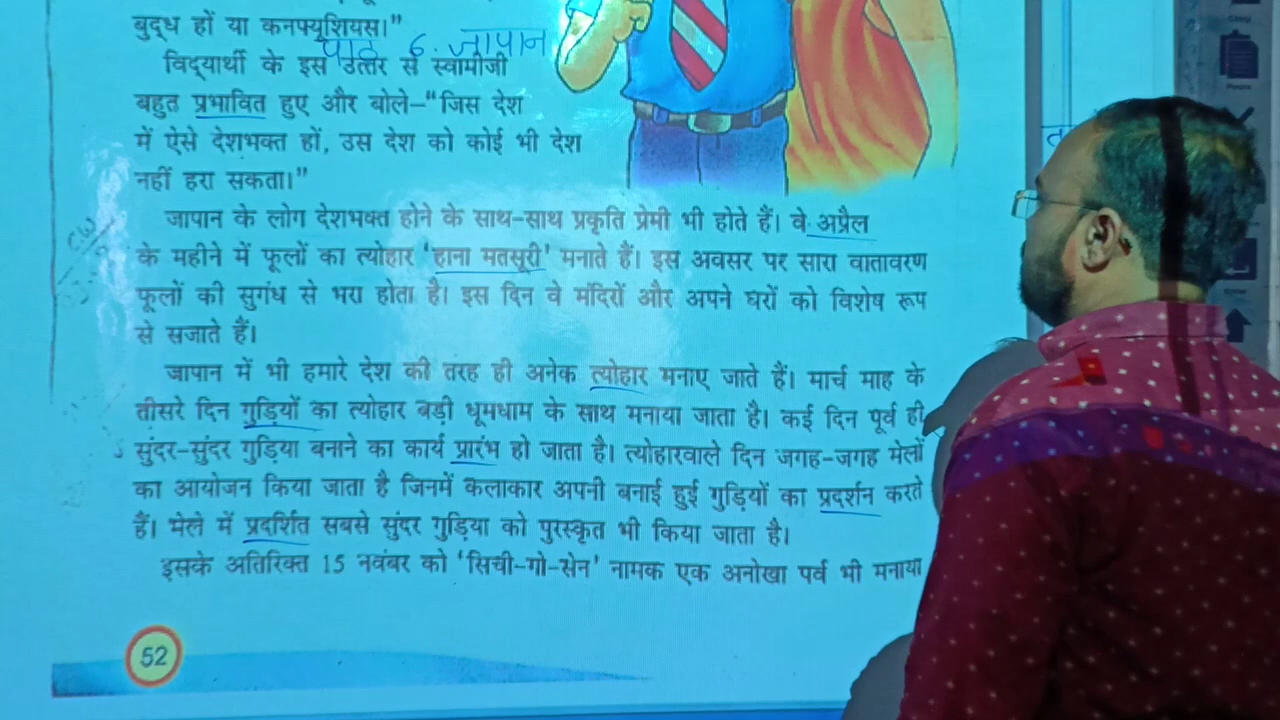 बुद्ध हों या कनफ्यूशियस।”
पाठ 6. जापान
विद्यार्थी के इस उत्तर से स्वामीजी
बहुत प्रभावित हुए और बोले–“जिस देश
में ऐसे देशभक्त हों, उस देश को कोई भी देश
नहीं हरा सकता।”
जापान के लोग देशभक्त होने के साथ-साथ प्रकृति प्रेमी भी होते हैं। वे अप्रैल
के महीने में फूलों का त्योहार ‘हाना मतसूरी’ मनाते हैं। इस अवसर पर सारा वातावरण
फूलों की सुगंध से भरा होता है। इस दिन वे मंदिरों और अपने घरों को विशेष रूप
से सजाते हैं।
जापान में भी हमारे देश की तरह ही अनेक त्योहार मनाए जाते हैं। मार्च माह के
तीसरे दिन गुड़ियों का त्योहार बड़ी धूमधाम के साथ मनाया जाता है। कई दिन पूर्व ही
सुंदर-सुंदर गुड़िया बनाने का कार्य प्रारंभ हो जाता है। त्योहारवाले दिन जगह-जगह मेलों
का आयोजन किया जाता है जिनमें कलाकार अपनी बनाई हुई गुड़ियों का प्रदर्शन करते
हैं। मेले में प्रदर्शित सबसे सुंदर गुड़िया को पुरस्कृत भी किया जाता है।
इसके अतिरिक्त 15 नवंबर को ‘सिची-गो-सेन’ नामक एक अनोखा पर्व भी मनाया
52